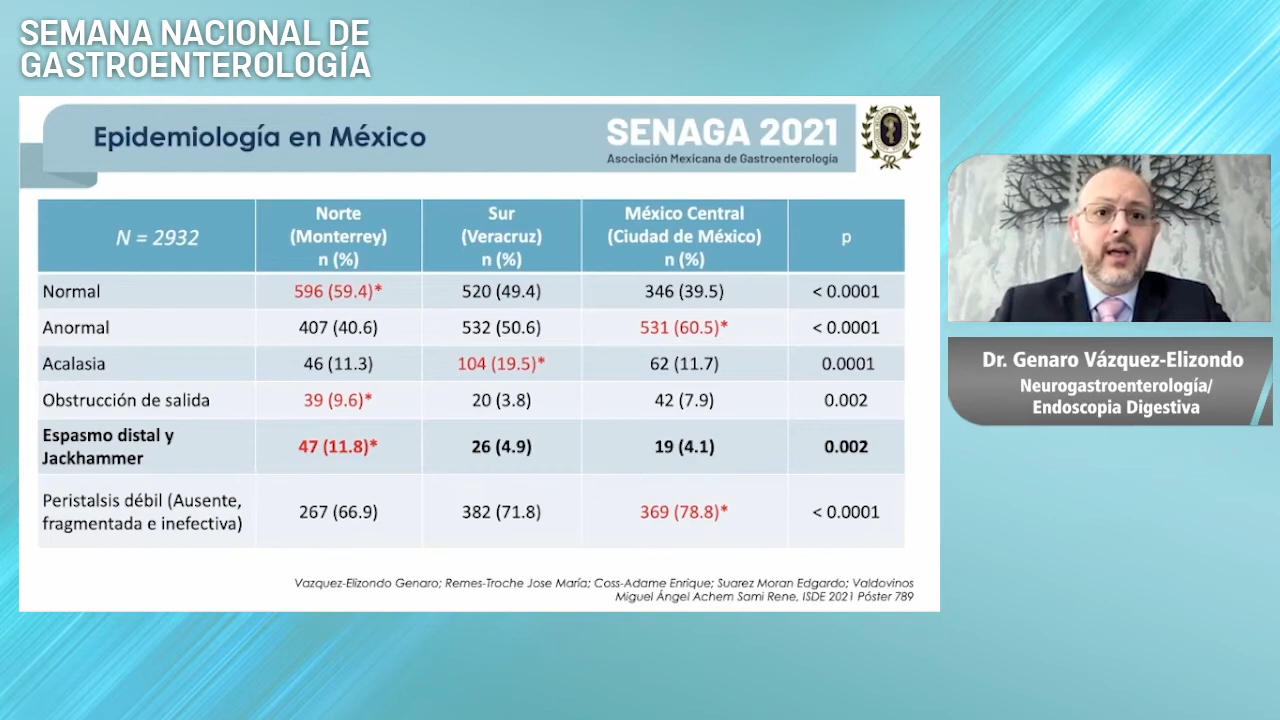 SEMANA NACIONAL DE
GASTROENTEROLOGÍA
Epidemiología en México
SENAGA 2021
Asociación Mexicana de Gastroenterología
N = 2932
Norte
(Monterrey)
n (%)
Sur
(Veracruz)
n (%)
México Central
(Ciudad de México)
n (%)
p
Normal
596 (59.4)*
520 (49.4)
346 (39.5)
< 0.0001
Anormal
407 (40.6)
532 (50.6)
531 (60.5)*
< 0.0001
Acalasia
46 (11.3)
104 (19.5)*
62 (11.7)
0.0001
Obstrucción de salida
39 (9.6)*
20 (3.8)
42 (7.9)
0.002
Espasmo distal y
Jackhammer
47 (11.8)*
26 (4.9)
19 (4.1)
0.002
Peristalsis débil (Ausente,
fragmentada e inefectiva)
267 (66.9)
382 (71.8)
369 (78.8)*
< 0.0001
Vazquez-Elizondo Genaro; Remes-Troche Jose María; Coss-Adame Enrique; Suarez Moran Edgardo; Valdovinos
Miguel Ángel Achem Sami Rene, ISDE 2021 Póster 789
Dr. Genaro Vázquez-Elizondo
Neurogastroenterología/
Endoscopia Digestiva